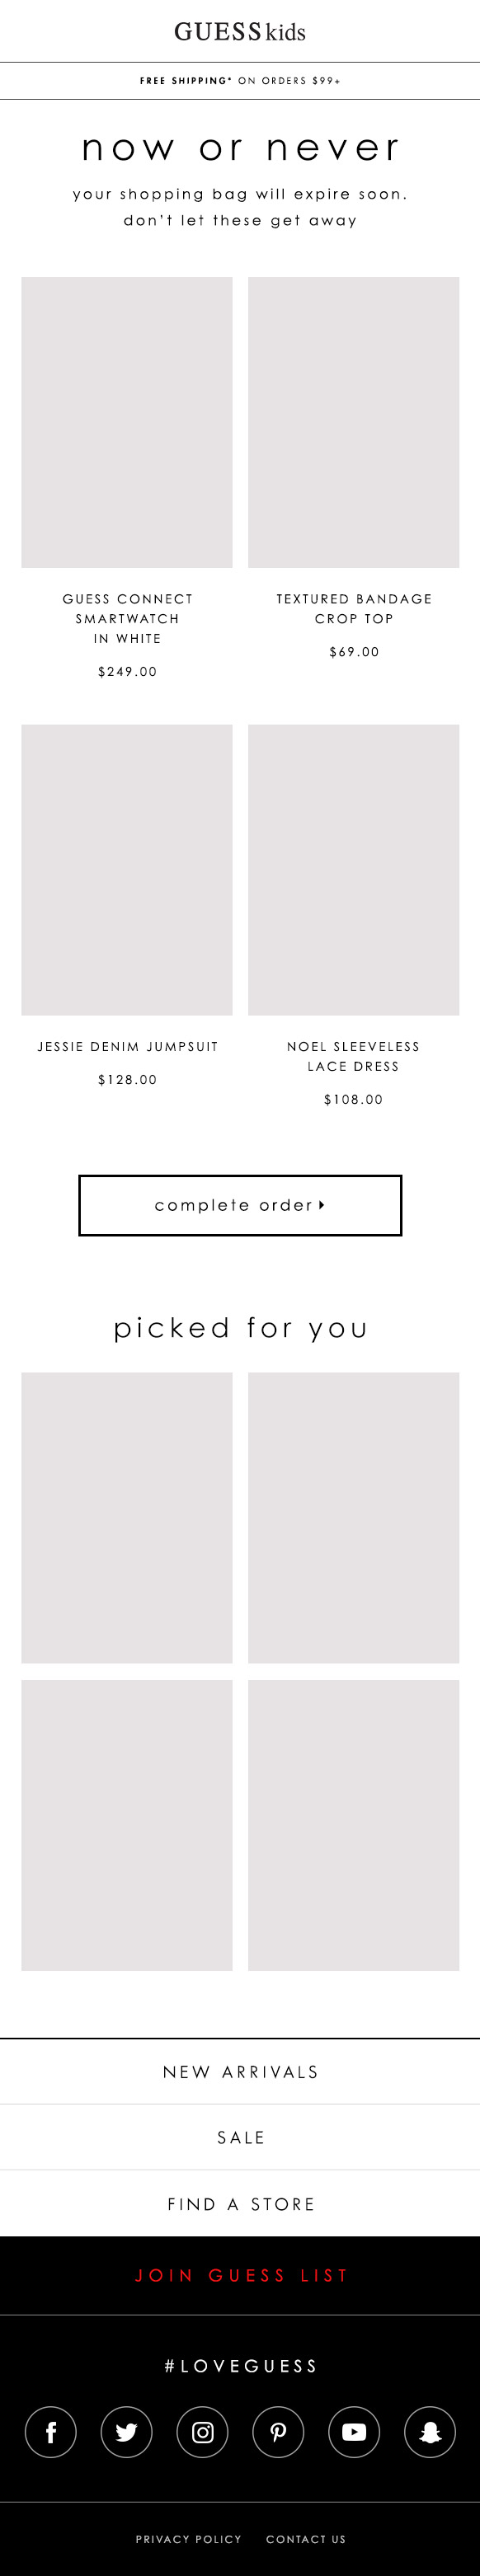 GUESS kids
FREE SHIPPING* ON ORDERS $99+
now or never
your shopping bag will expire soon.
don't let these get away
GUESS CONNECT
SMARTWATCH
IN WHITE
$249.00
TEXTURED BANDAGE
CROP TOP
$69.00
JESSIE DENIM JUMPSUIT
$128.00
NOEL SLEEVELESS
LACE DRESS
$108.00
complete order
picked for you
NEW ARRIVALS
SALE
FIND A STORE
JOIN GUESS LIST
#LOVEGUESS
PRIVACY POLICY CONTACT US